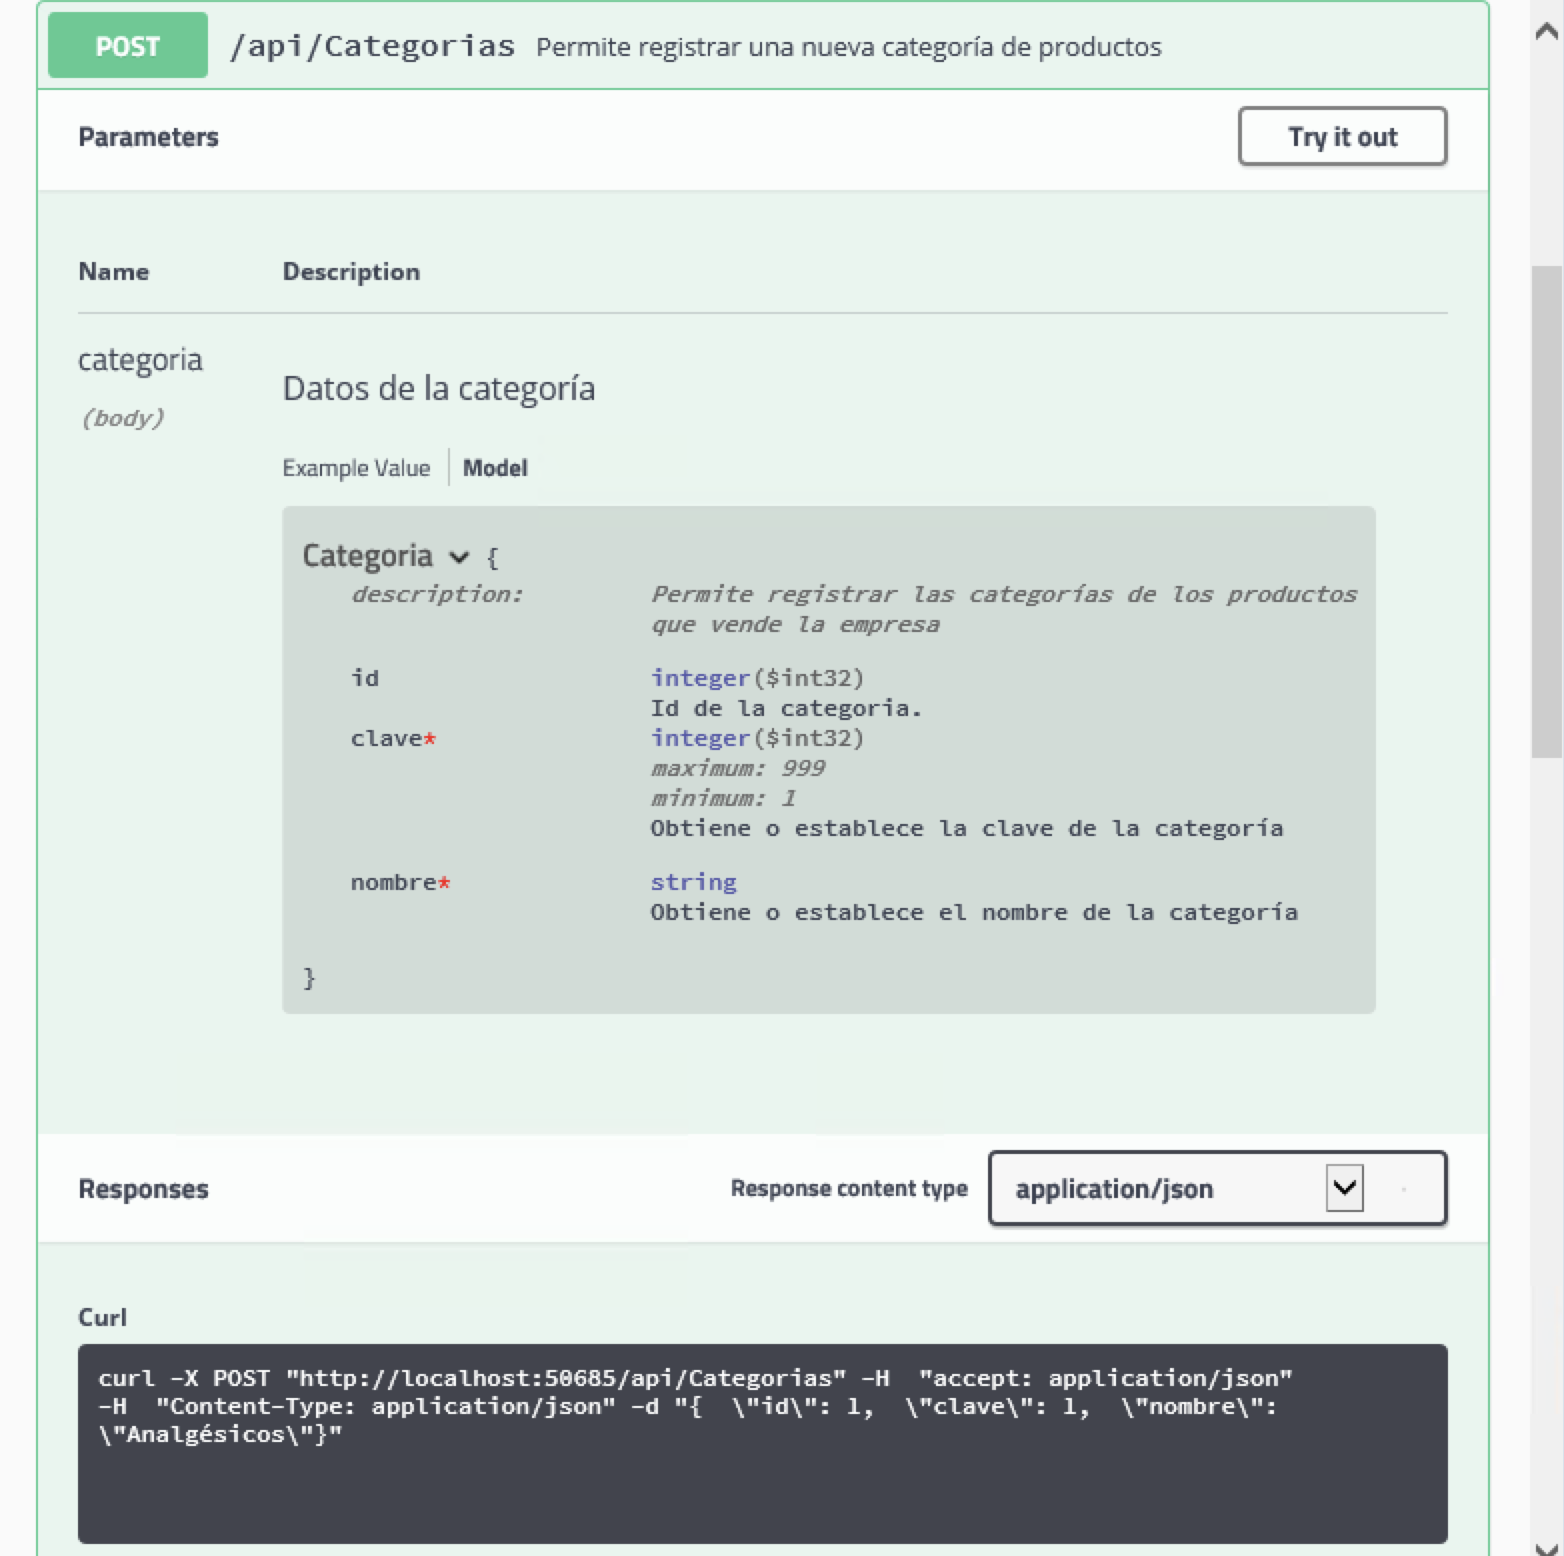 POST /api/Categorias Permite registrar una nueva categoría de productos
Parameters Try it out
Name Description
categoria
(body)
Datos de la categoría
Example Value Model
Categoria {
description: Permite registrar las categorías de los productos
que vende la empresa
id integer($int32)
Id de la categoria.
clave* integer($int32)
maximum: 999
minimum: 1
Obtiene o establece la clave de la categoría
nombre* string
Obtiene o establece el nombre de la categoría
}
Responses Response content type application/json
Curl
curl -X POST "http://localhost:50685/api/Categorias" -H  "accept: application/json"
-H  "Content-Type: application/json" -d "{  \"id\": 1,  \"clave\": 1,  \"nombre\":
\"Analgésicos\"}"